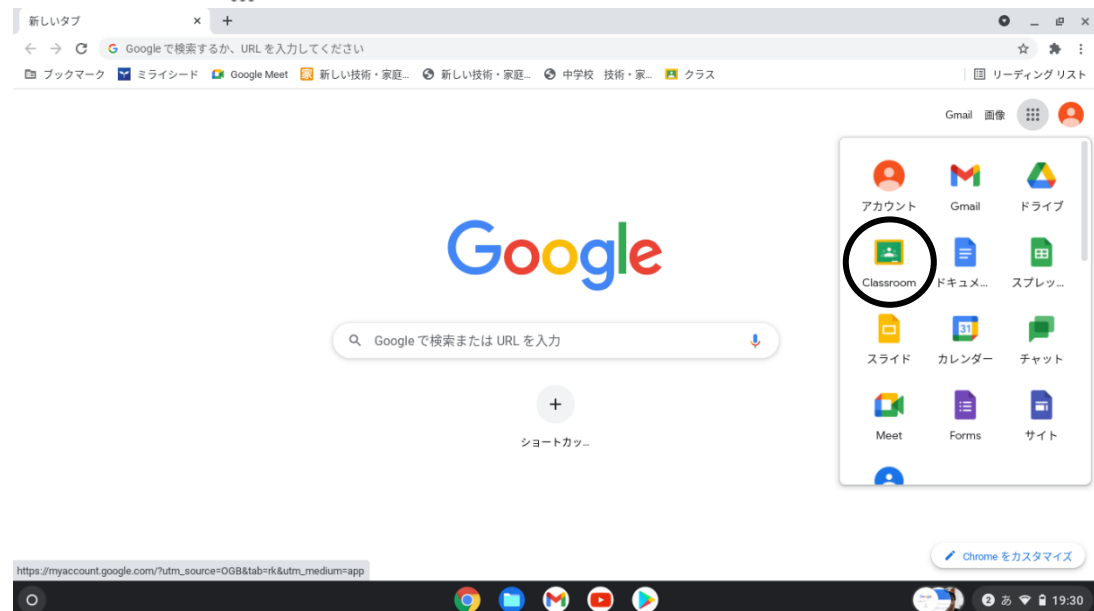 新しいタブ
Google で検索するか、URL を入力してください
ブックマーク ミライシード Google Meet 新しい技術・家庭... 新しい技術・家庭... 中学校 技術・家... クラス リーディング リスト
Gmail 画像
アカウント Gmail ドライブ
Google
Classroom ドキュメ... スプレッ...
31
Google で検索または URL を入力
スライド カレンダー チャット
Meet Forms サイト
ショートカッ...
Chrome をカスタマイズ
https://myaccount.google.com/?utm_source=OGB&tab=rk&utm_medium=app
2 あ 19:30